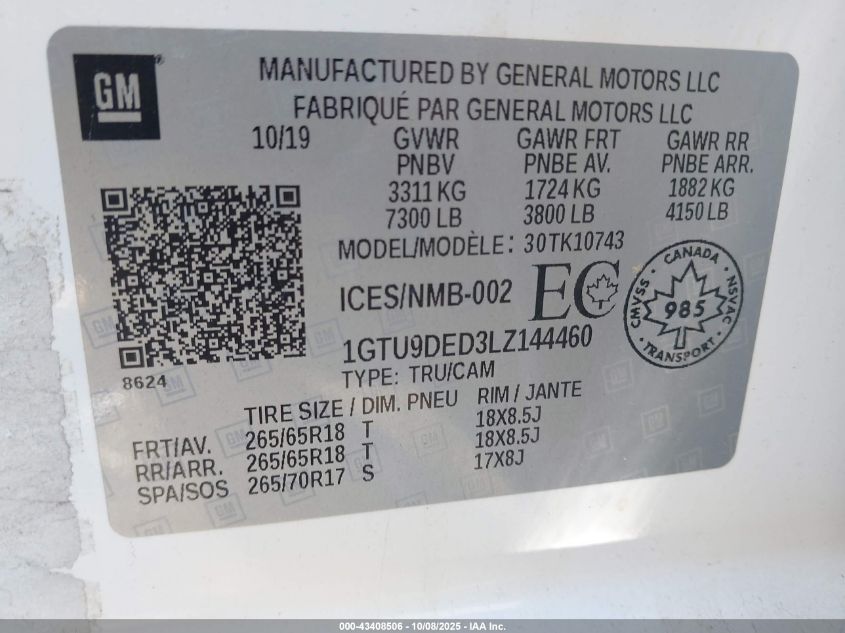 GM
MANUFACTURED BY GENERAL MOTORS LLC
FABRIQUÉ PAR GENERAL MOTORS LLC
10/19 GVWR GAWR FRT GAWR RR
PNBV PNBE AV. PNBE ARR.
3311 KG 1724 KG 1882 KG
7300 LB 3800 LB 4150 LB
MODEL/MODÈLE: 30TK10743
ICES/NMB-002 EC
CANADA
CMVSS 985 NSVAC
TRANSPORT
1GTU9DED3LZ144460
8624
TYPE: TRU/CAM
TIRE SIZE / DIM. PNEU RIM / JANTE
FRT/AV. 265/65R18 T 18X8.5J
RR/ARR. 265/65R18 T 18X8.5J
SPA/SOS 265/70R17 S 17X8J
000-43408506 - 10/08/2025 - IAA Inc.